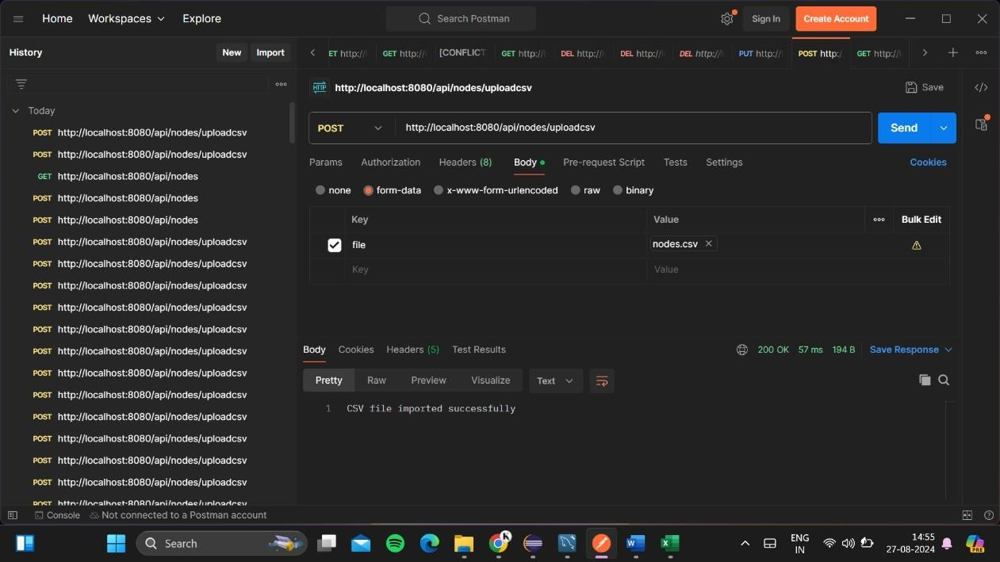 Home Workspaces Explore Search Postman Sign In Create Account
History New Import ET http:// GET http:// [CONFLICT GET http:// DEL http:// DEL http:// DEL http:// PUT http:// POST http:/ GET http://
HTTP http://localhost:8080/api/nodes/uploadcsv Save
Today
POST http://localhost:8080/api/nodes/uploadcsv
POST http://localhost:8080/api/nodes/uploadcsv
GET http://localhost:8080/api/nodes
POST http://localhost:8080/api/nodes
POST http://localhost:8080/api/nodes
POST http://localhost:8080/api/nodes/uploadcsv
POST http://localhost:8080/api/nodes/uploadcsv
POST http://localhost:8080/api/nodes/uploadcsv
POST http://localhost:8080/api/nodes/uploadcsv
POST http://localhost:8080/api/nodes/uploadcsv
POST http://localhost:8080/api/nodes/uploadcsv
POST http://localhost:8080/api/nodes/uploadcsv
POST http://localhost:8080/api/nodes/uploadcsv
POST http://localhost:8080/api/nodes/uploadcsv
POST http://localhost:8080/api/nodes/uploadcsv
POST http://localhost:8080/api/nodes/uploadcsv
POST http://localhost:8080/api/nodes/uploadcsv
POST http://localhost:8080/api/nodes/uploadcsv
POST http://localhost:8080/api/nodes/uploadcsv Send
Params Authorization Headers (8) Body Pre-request Script Tests Settings Cookies
none form-data x-www-form-urlencoded raw binary
Key Value Bulk Edit
file nodes.csv
Key Value
Body Cookies Headers (5) Test Results 200 OK 57 ms 194 B Save Response
Pretty Raw Preview Visualize Text
1 CSV file imported successfully
Console Not connected to a Postman account
Search ENG IN 14:55 27-08-2024
K
W
X
PRE